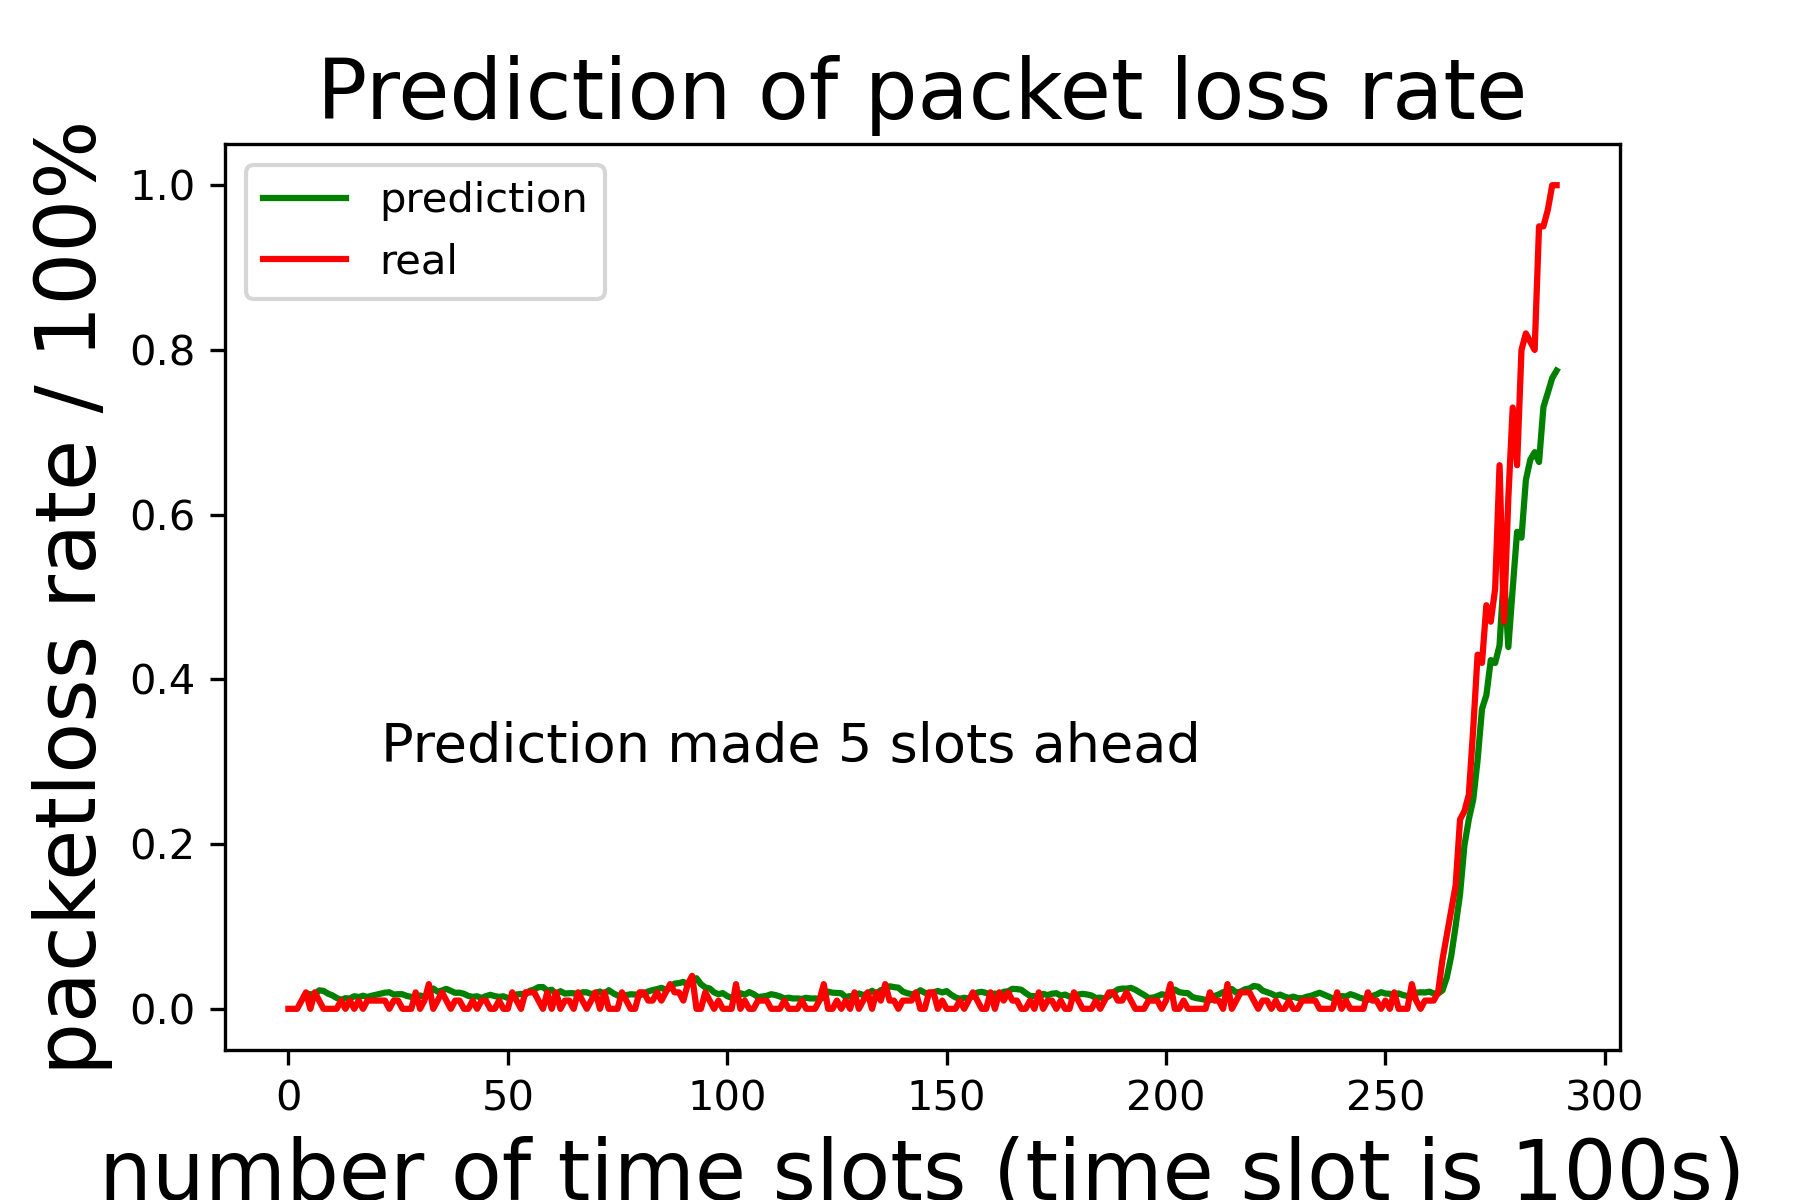 Prediction of packet loss rate
packetloss rate / 100%
1.0
0.8
0.6
0.4
0.2
0.0
prediction
real
Prediction made 5 slots ahead
0 50 100 150 200 250 300
number of time slots (time slot is 100s)